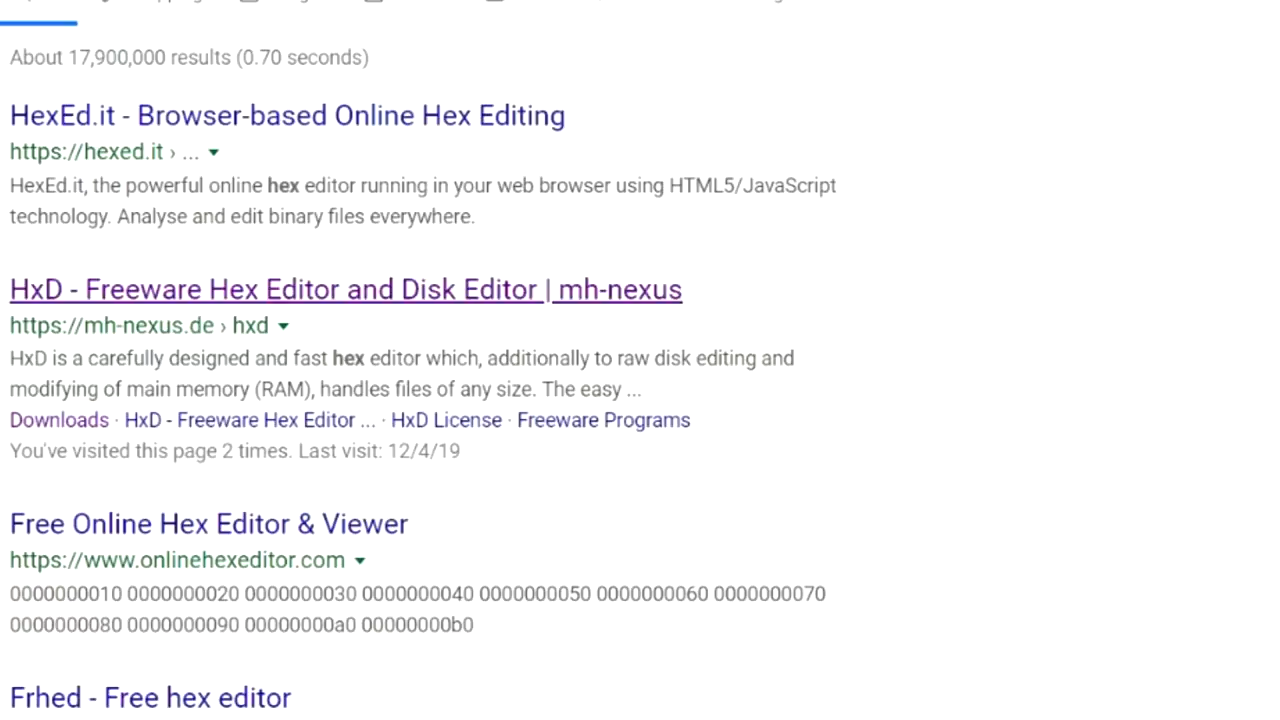 About 17,900,000 results (0.70 seconds)
HexEd.it - Browser-based Online Hex Editing
https://hexed.it › ...
HexEd.it, the powerful online hex editor running in your web browser using HTML5/JavaScript
technology. Analyse and edit binary files everywhere.
HxD - Freeware Hex Editor and Disk Editor | mh-nexus
https://mh-nexus.de › hxd
HxD is a carefully designed and fast hex editor which, additionally to raw disk editing and
modifying of main memory (RAM), handles files of any size. The easy ...
Downloads · HxD - Freeware Hex Editor ... · HxD License · Freeware Programs
You've visited this page 2 times. Last visit: 12/4/19
Free Online Hex Editor & Viewer
https://www.onlinehexeditor.com
0000000010 0000000020 0000000030 0000000040 0000000050 0000000060 0000000070
0000000080 0000000090 00000000a0 00000000b0
Frhed - Free hex editor